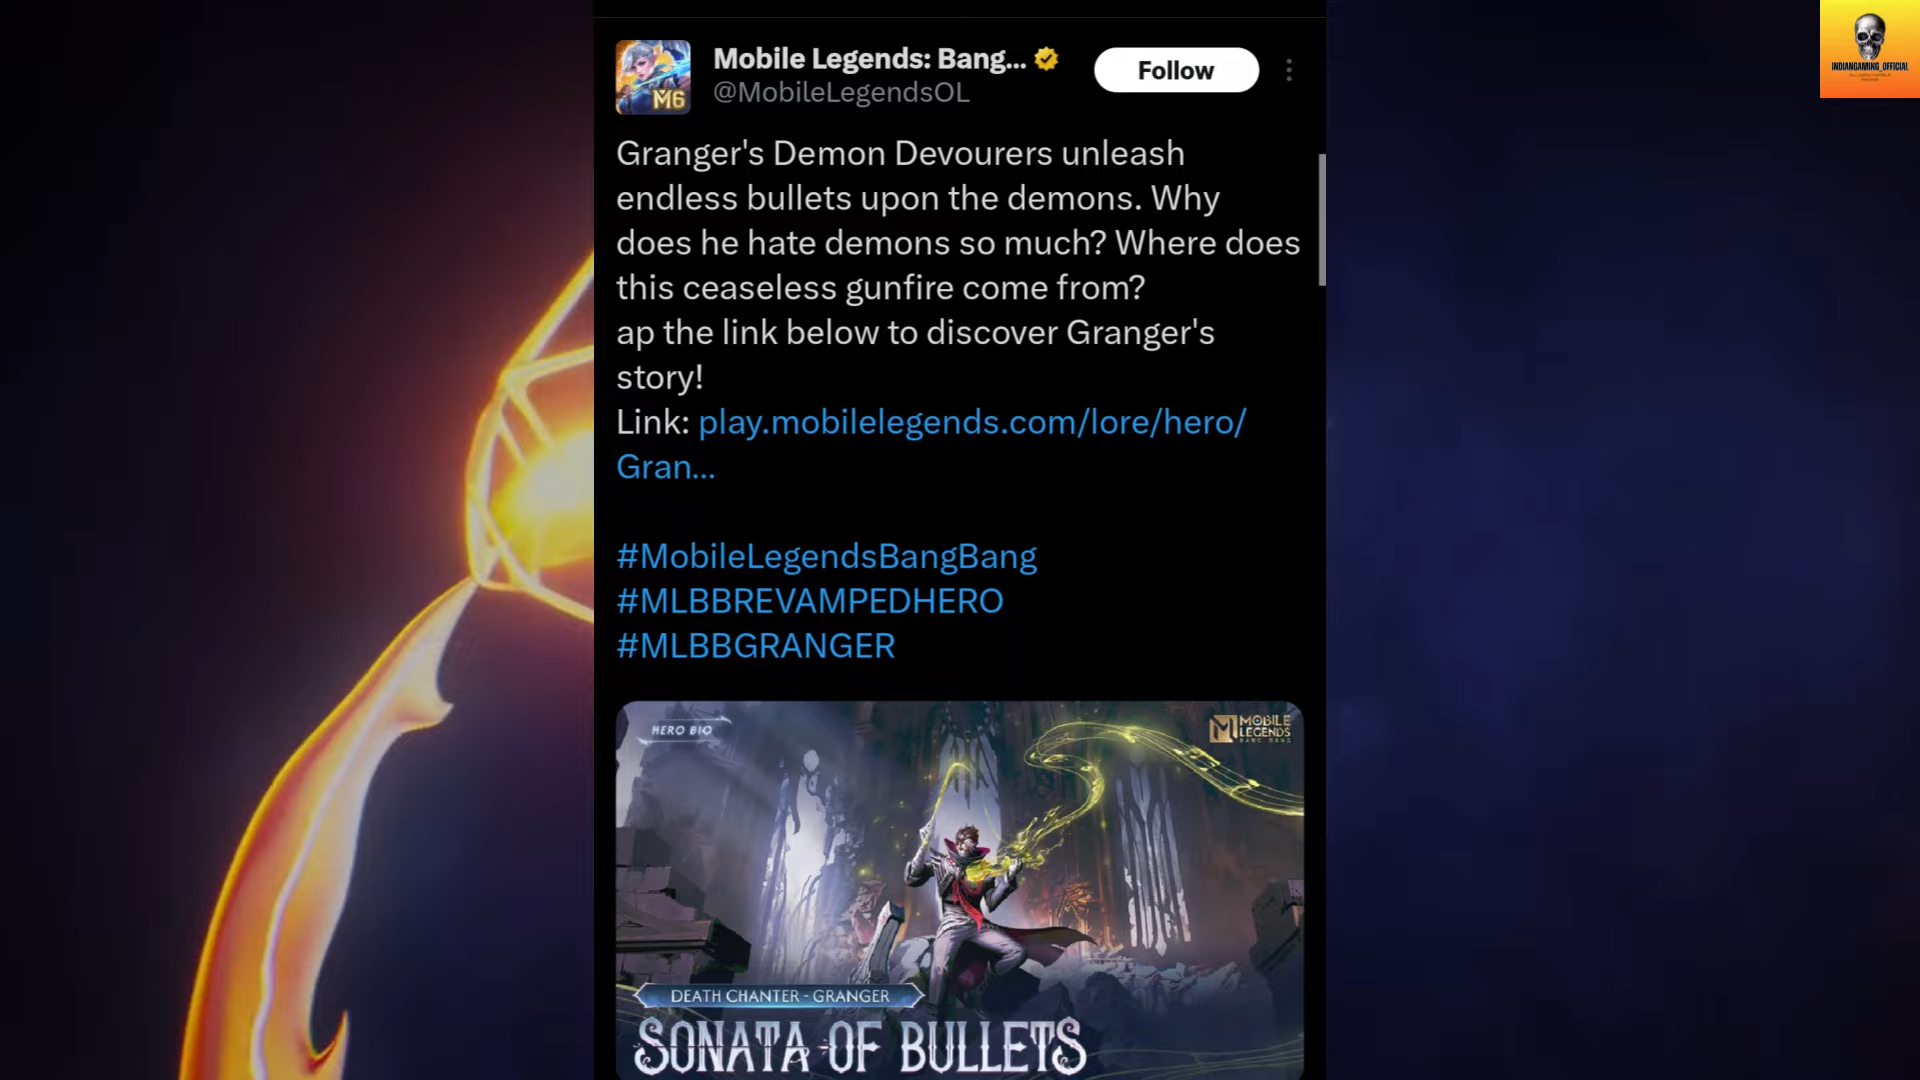 Mobile Legends: Bang...
Follow
@MobileLegendsOL
M6
INDIANGAMING_OFFICIAL
Granger's Demon Devourers unleash
endless bullets upon the demons. Why
does he hate demons so much? Where does
this ceaseless gunfire come from?
ap the link below to discover Granger's
story!
Link: play.mobilelegends.com/lore/hero/
Gran...
#MobileLegendsBangBang
#MLBBREVAMPEDHERO
#MLBBGRANGER
HERO BIO
MOBILE
LEGENDS
BANG BANG
DEATH CHANTER - GRANGER
SONATA OF BULLETS